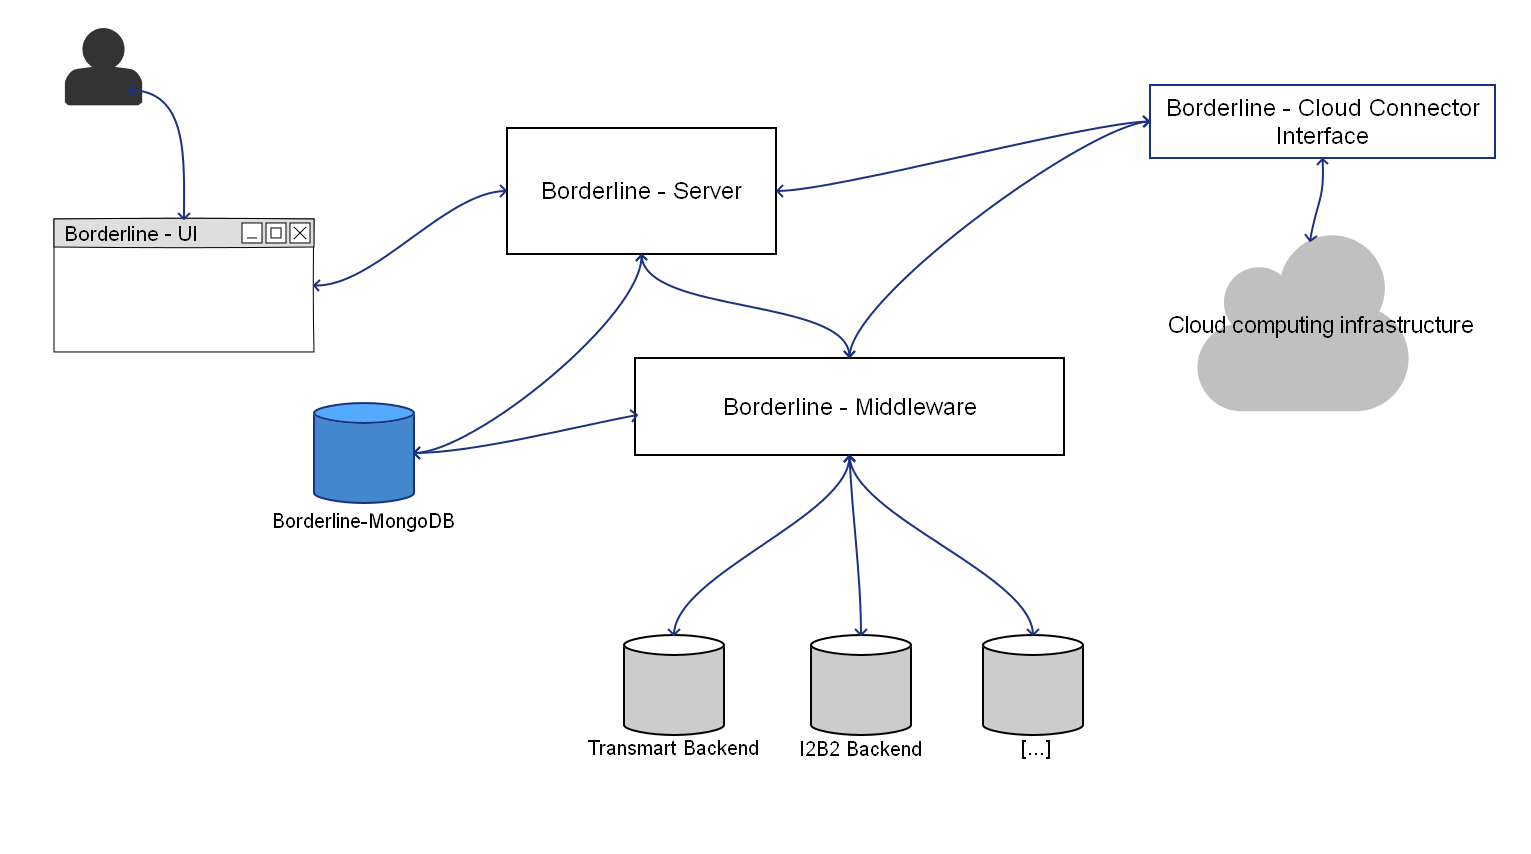 Borderline - Cloud Connector
Interface
Borderline - Server
Borderline - UI
Cloud computing infrastructure
Borderline - Middleware
Borderline-MongoDB
Transmart Backend
I2B2 Backend
[...]